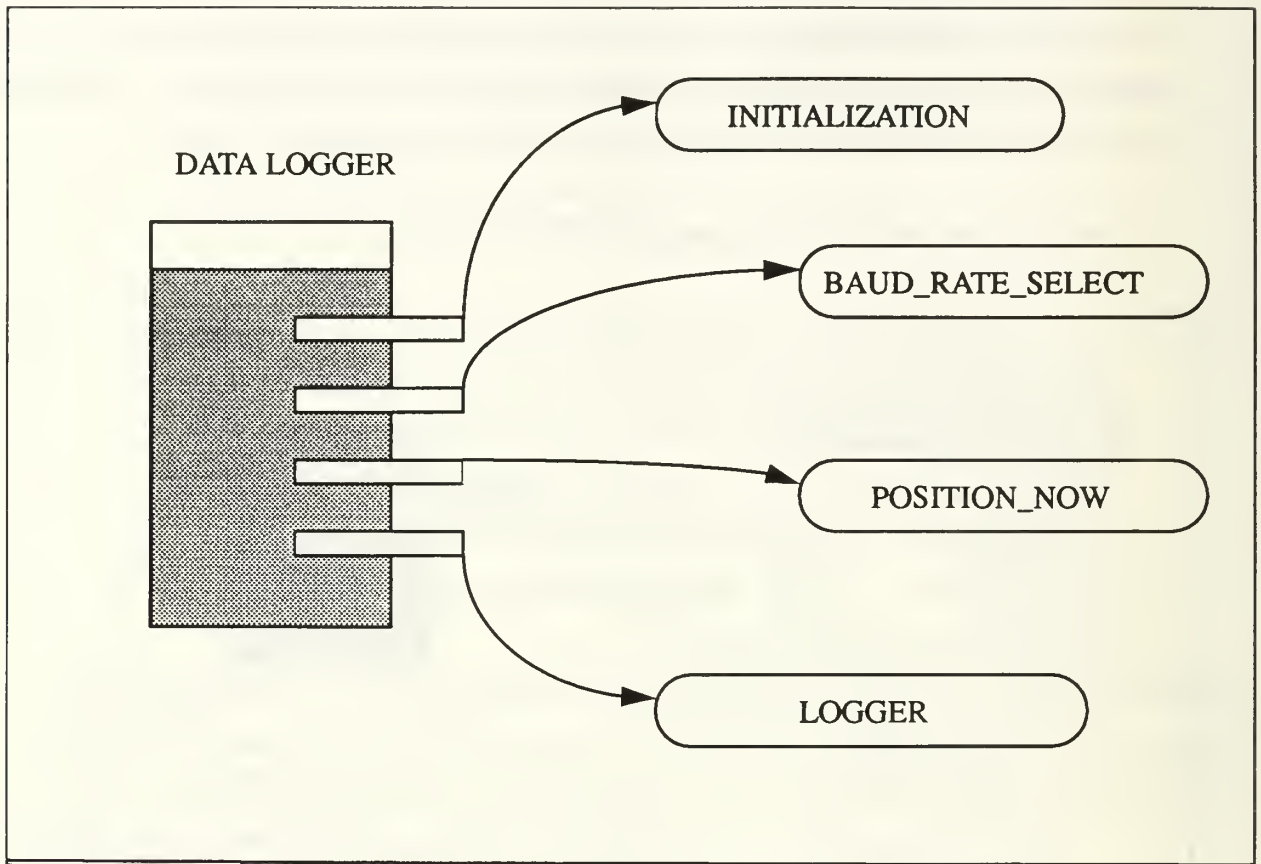 INITIALIZATION
DATA LOGGER
BAUD_RATE_SELECT
POSITION_NOW
LOGGER